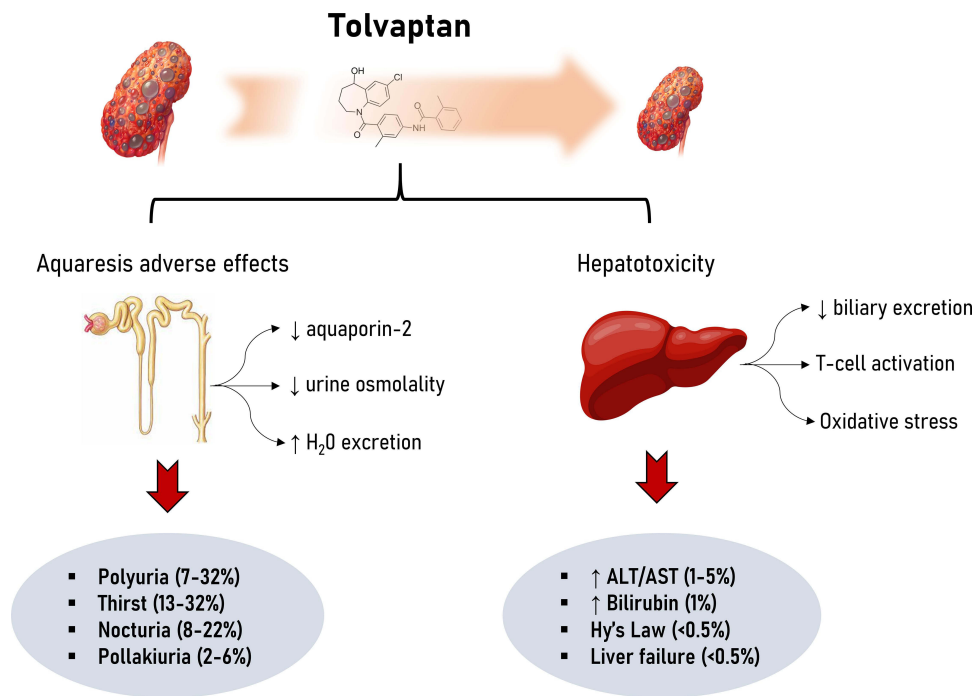 Tolvaptan
OH
Cl
N
O
O
NH
Aquaresis adverse effects
↓ aquaporin-2
↓ urine osmolality
↑ H₂O excretion
▪ Polyuria (7-32%)
▪ Thirst (13-32%)
▪ Nocturia (8-22%)
▪ Pollakiuria (2-6%)
Hepatotoxicity
↓ biliary excretion
T-cell activation
Oxidative stress
▪ ↑ ALT/AST (1-5%)
▪ ↑ Bilirubin (1%)
▪ Hy's Law (<0.5%)
▪ Liver failure (<0.5%)